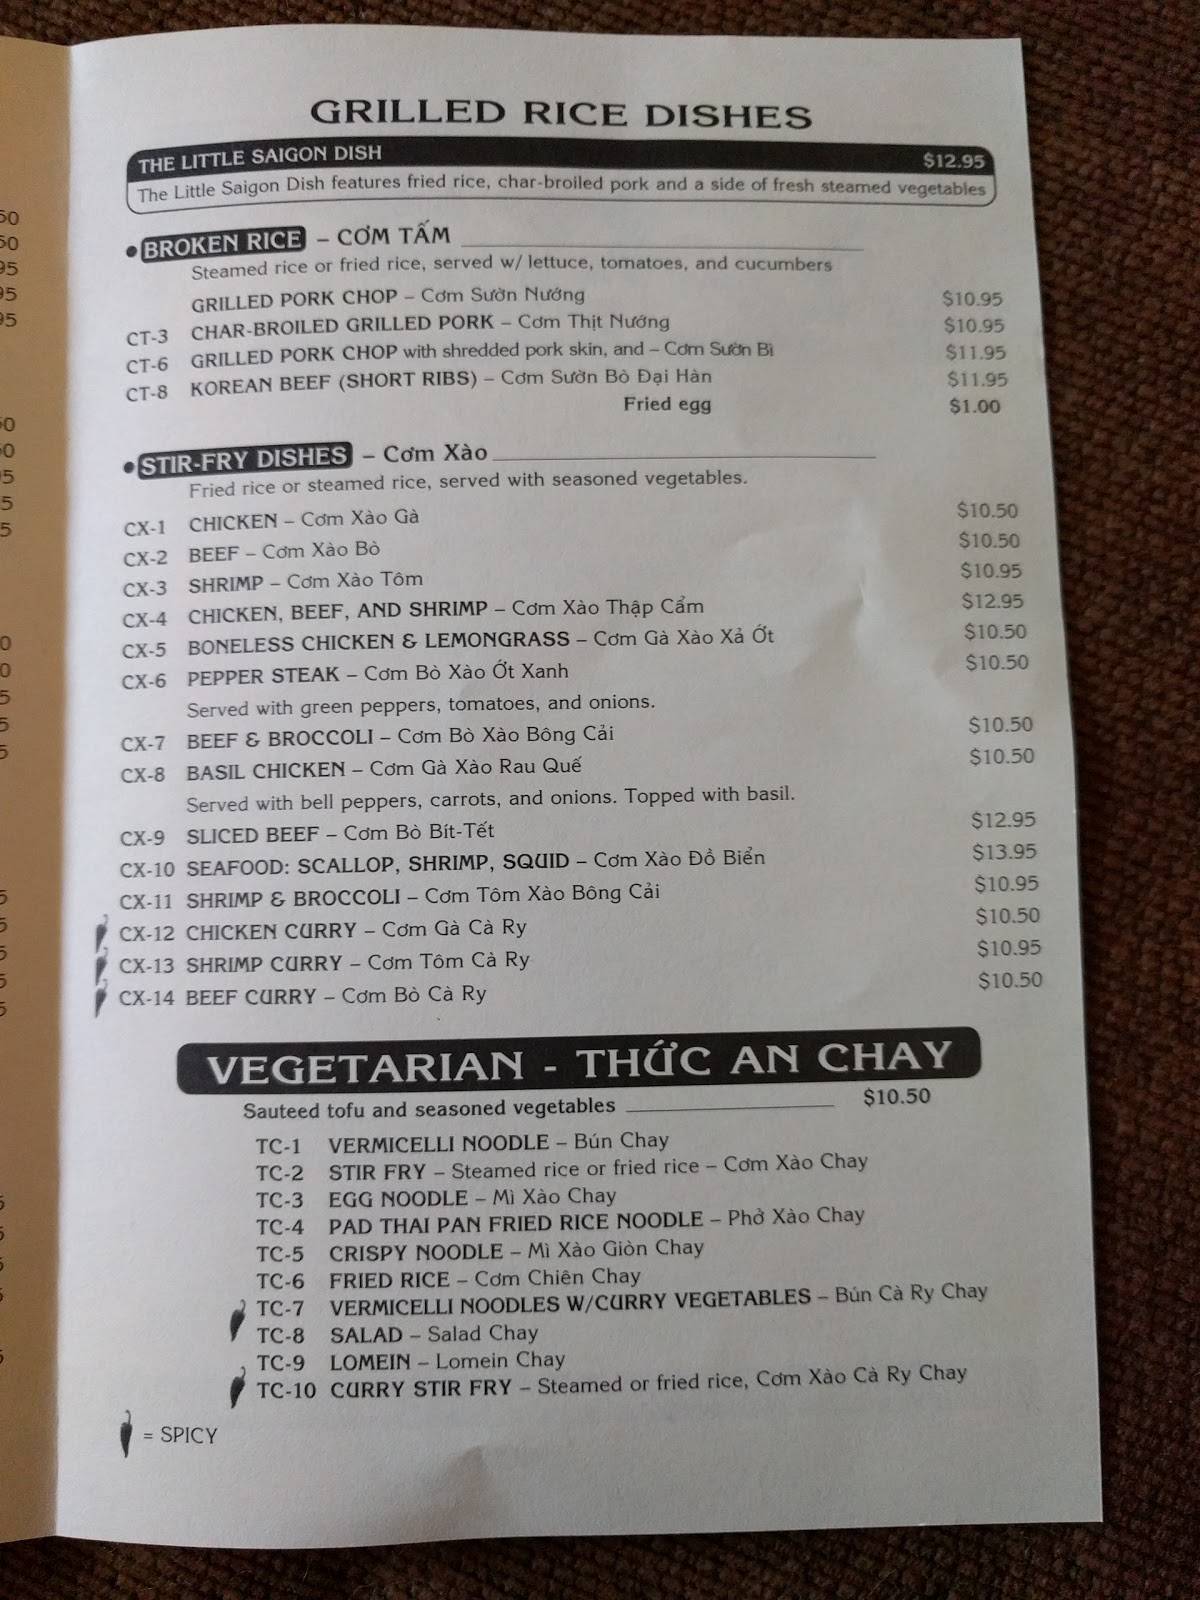 GRILLED RICE DISHES
THE LITTLE SAIGON DISH $12.95
The Little Saigon Dish features fried rice, char-broiled pork and a side of fresh steamed vegetables
• BROKEN RICE – CƠM TẤM
Steamed rice or fried rice, served w/ lettuce, tomatoes, and cucumbers
GRILLED PORK CHOP – Cơm Sườn Nướng $10.95
CT-3 CHAR-BROILED GRILLED PORK – Cơm Thịt Nướng $10.95
CT-6 GRILLED PORK CHOP with shredded pork skin, and – Cơm Sườn Bì $11.95
CT-8 KOREAN BEEF (SHORT RIBS) – Cơm Sườn Bò Đại Hàn $11.95
Fried egg $1.00
• STIR-FRY DISHES – Cơm Xào
Fried rice or steamed rice, served with seasoned vegetables.
CX-1 CHICKEN – Cơm Xào Gà $10.50
CX-2 BEEF – Cơm Xào Bò $10.50
CX-3 SHRIMP – Cơm Xào Tôm $10.95
CX-4 CHICKEN, BEEF, AND SHRIMP – Cơm Xào Thập Cẩm $12.95
CX-5 BONELESS CHICKEN & LEMONGRASS – Cơm Gà Xào Xả Ớt $10.50
CX-6 PEPPER STEAK – Cơm Bò Xào Ớt Xanh $10.50
Served with green peppers, tomatoes, and onions.
CX-7 BEEF & BROCCOLI – Cơm Bò Xào Bông Cải $10.50
CX-8 BASIL CHICKEN – Cơm Gà Xào Rau Quế $10.50
Served with bell peppers, carrots, and onions. Topped with basil.
CX-9 SLICED BEEF – Cơm Bò Bít-Tết $12.95
CX-10 SEAFOOD: SCALLOP, SHRIMP, SQUID – Cơm Xào Đồ Biển $13.95
CX-11 SHRIMP & BROCCOLI – Cơm Tôm Xào Bông Cải $10.95
CX-12 CHICKEN CURRY – Cơm Gà Cà Ry $10.50
CX-13 SHRIMP CURRY – Cơm Tôm Cà Ry $10.95
CX-14 BEEF CURRY – Cơm Bò Cà Ry $10.50
VEGETARIAN - THỨC AN CHAY
Sauteed tofu and seasoned vegetables $10.50
TC-1 VERMICELLI NOODLE – Bún Chay
TC-2 STIR FRY – Steamed rice or fried rice – Cơm Xào Chay
TC-3 EGG NOODLE – Mì Xào Chay
TC-4 PAD THAI PAN FRIED RICE NOODLE – Phở Xào Chay
TC-5 CRISPY NOODLE – Mì Xào Giòn Chay
TC-6 FRIED RICE – Cơm Chiên Chay
TC-7 VERMICELLI NOODLES W/CURRY VEGETABLES – Bún Cà Ry Chay
TC-8 SALAD – Salad Chay
TC-9 LOMEIN – Lomein Chay
TC-10 CURRY STIR FRY – Steamed or fried rice, Cơm Xào Cà Ry Chay
= SPICY